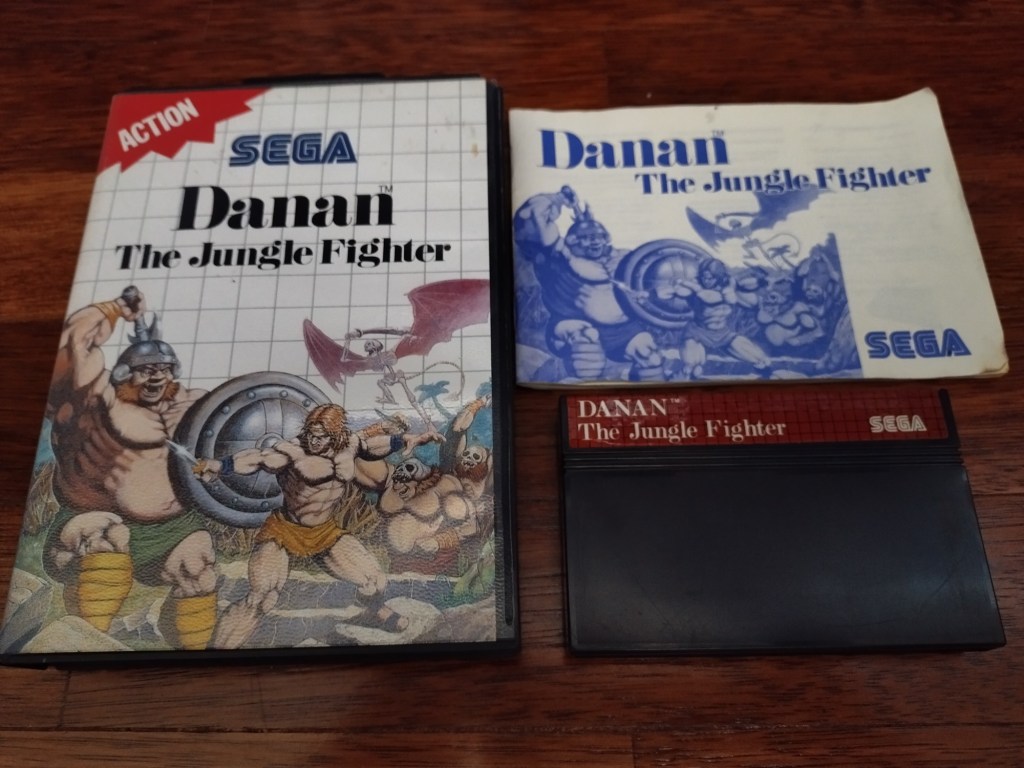 ACTION
SEGA
Danan™
The Jungle Fighter
Danan™
The Jungle Fighter
SEGA
DANAN™
The Jungle Fighter
SEGA